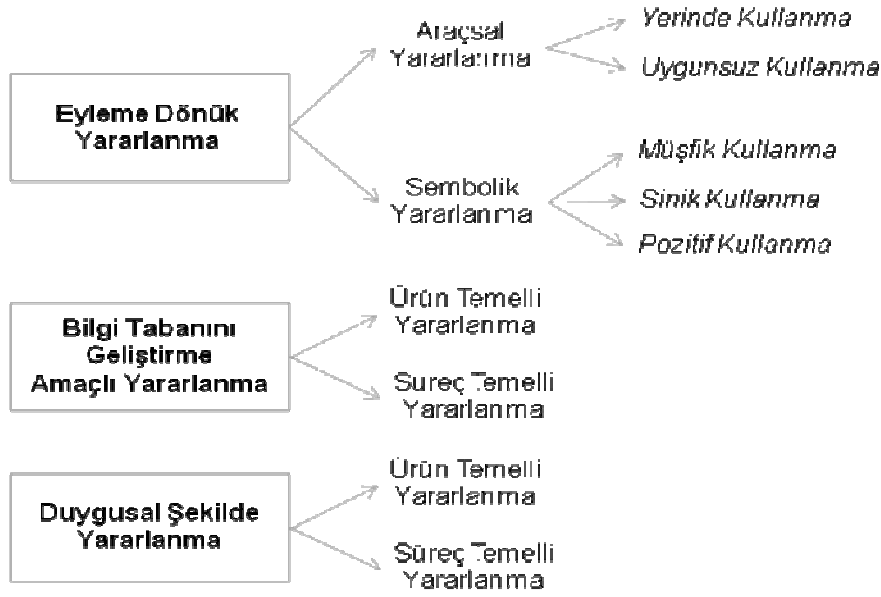 Eyleme Dönük
Yararlanma
Araçsal
Yararlanma
Yerinde Kullanma
Uygunsuz Kullanma
Sembolik
Yararlanma
Müşfik Kullanma
Sinik Kullanma
Pozitif Kullanma
Bilgi Tabanını
Geliştirme
Amaçlı Yararlanma
Ürün Temelli
Yararlanma
Süreç Temelli
Yararlanma
Duygusal Şekilde
Yararlanma
Ürün Temelli
Yararlanma
Süreç Temelli
Yararlanma